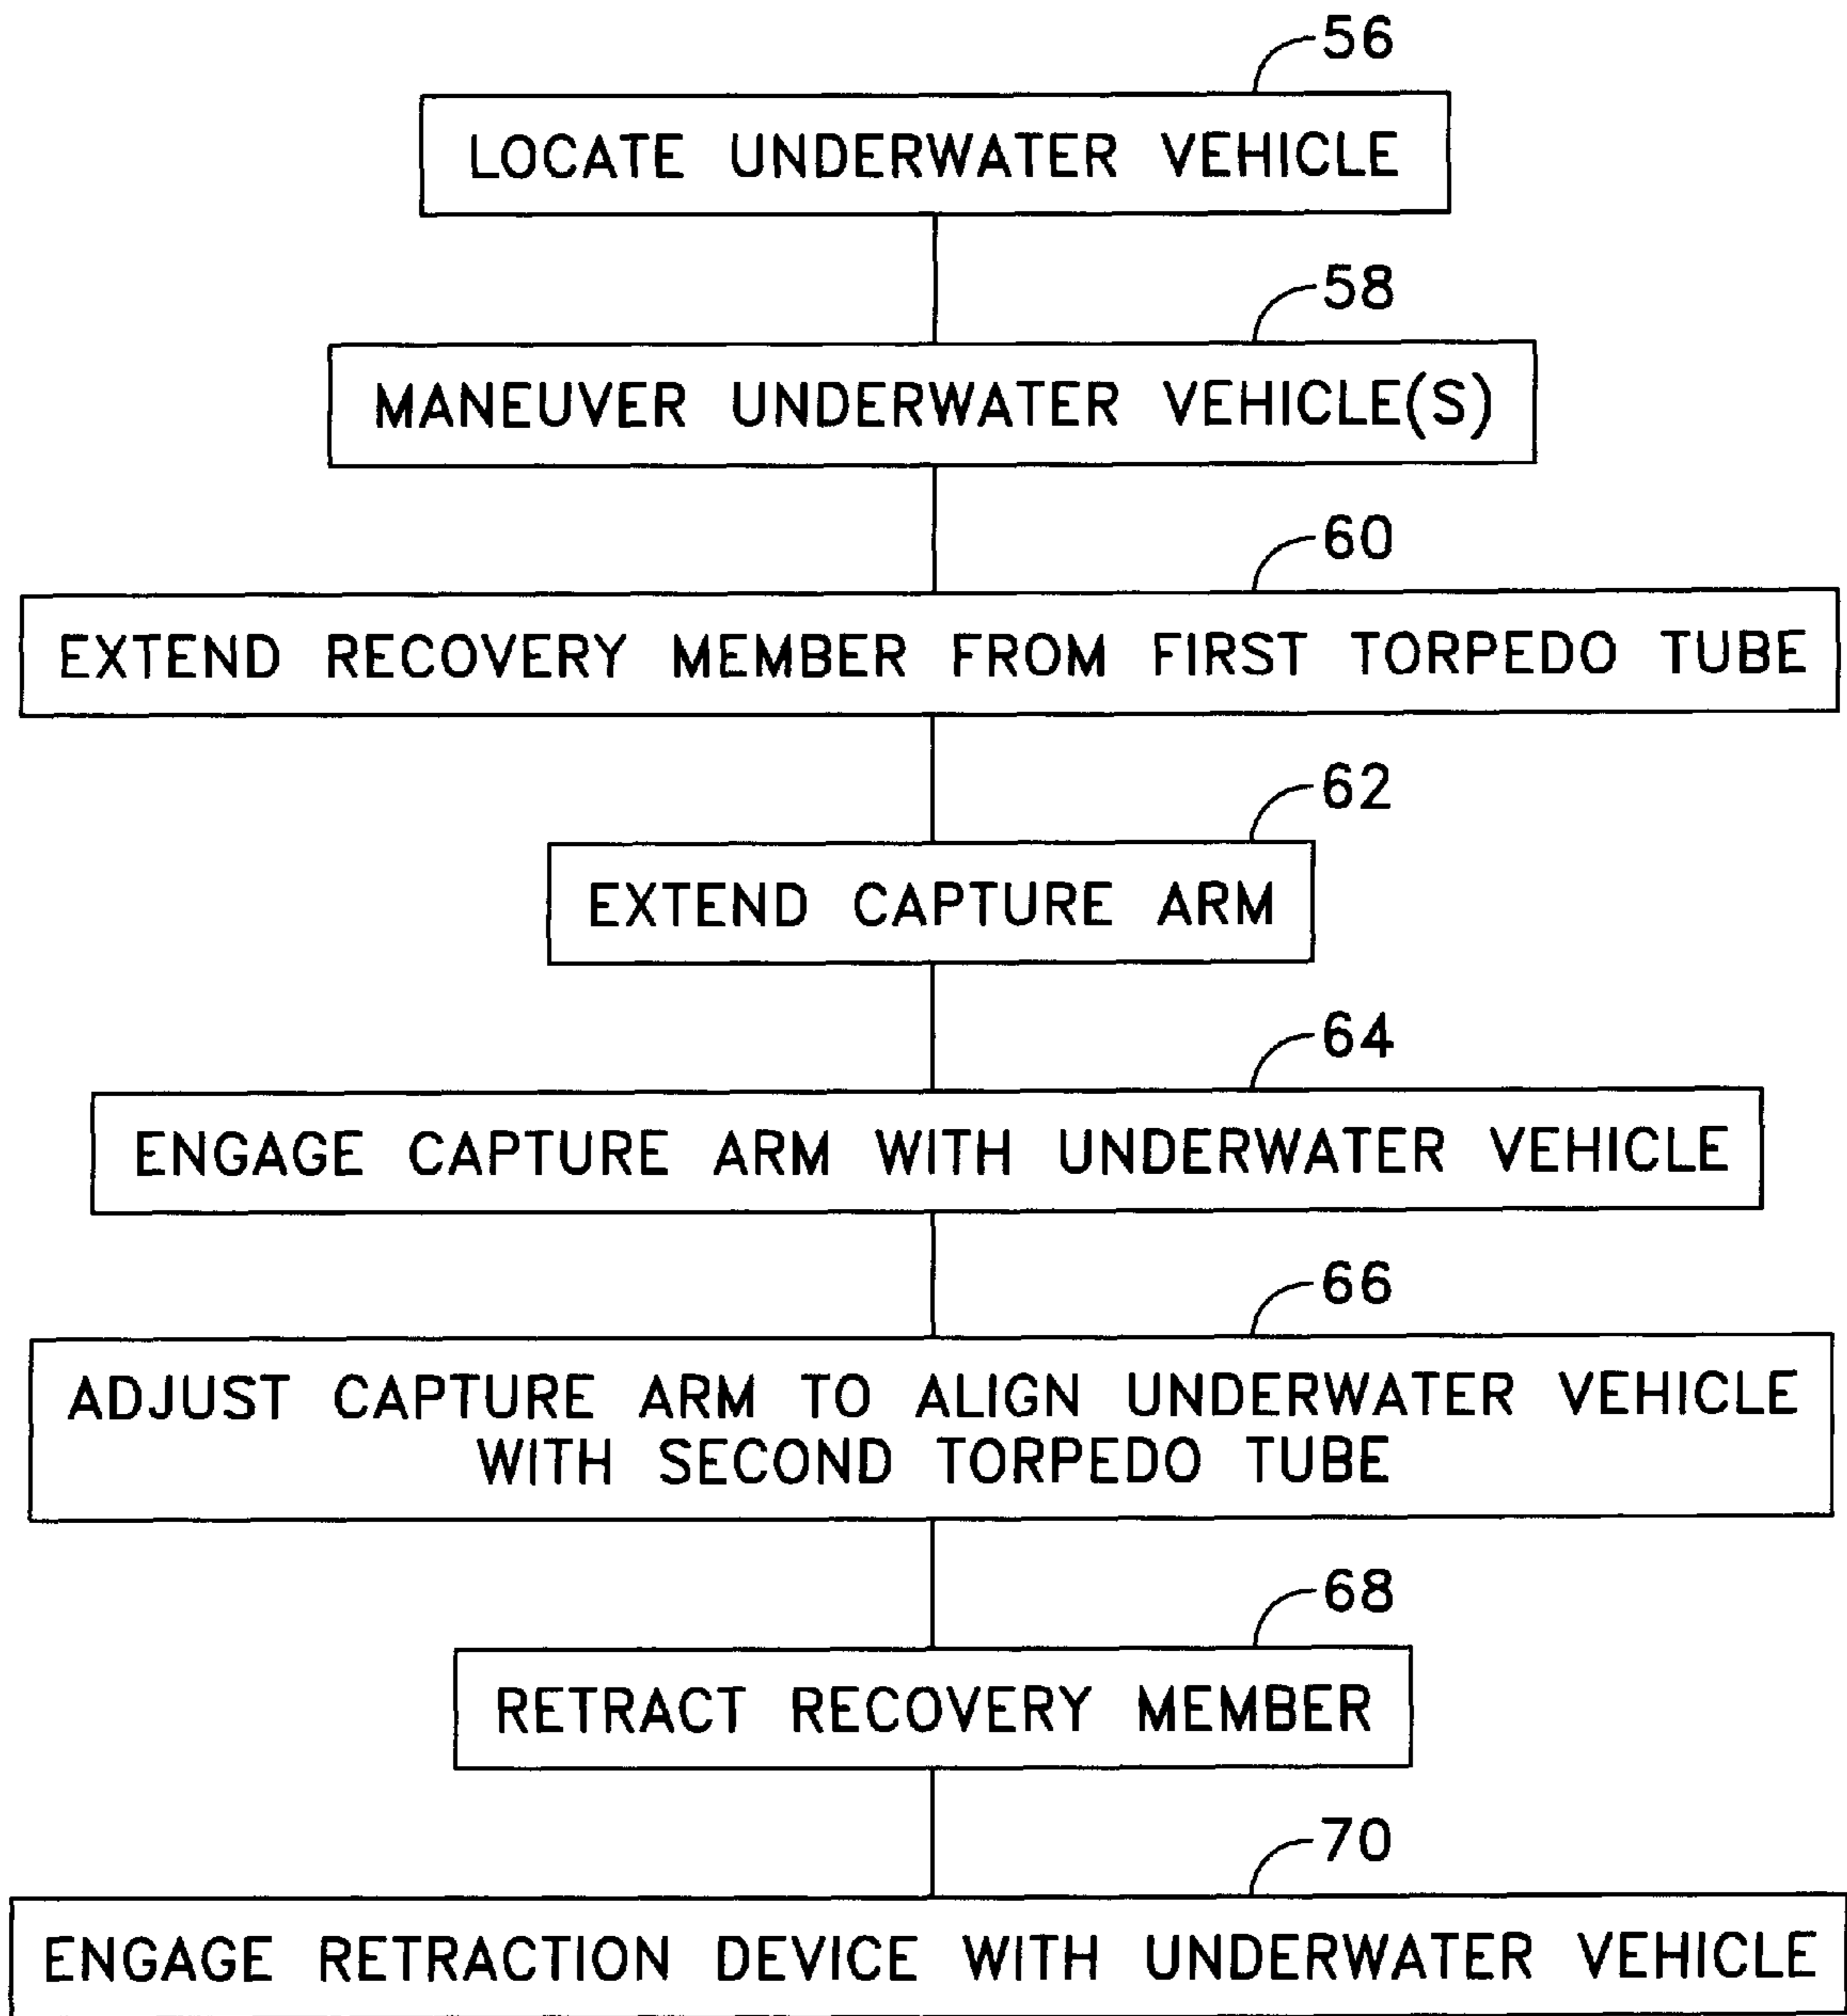 56
LOCATE UNDERWATER VEHICLE
58
MANEUVER UNDERWATER VEHICLE(S)
60
EXTEND RECOVERY MEMBER FROM FIRST TORPEDO TUBE
62
EXTEND CAPTURE ARM
64
ENGAGE CAPTURE ARM WITH UNDERWATER VEHICLE
66
ADJUST CAPTURE ARM TO ALIGN UNDERWATER VEHICLE
WITH SECOND TORPEDO TUBE
68
RETRACT RECOVERY MEMBER
70
ENGAGE RETRACTION DEVICE WITH UNDERWATER VEHICLE